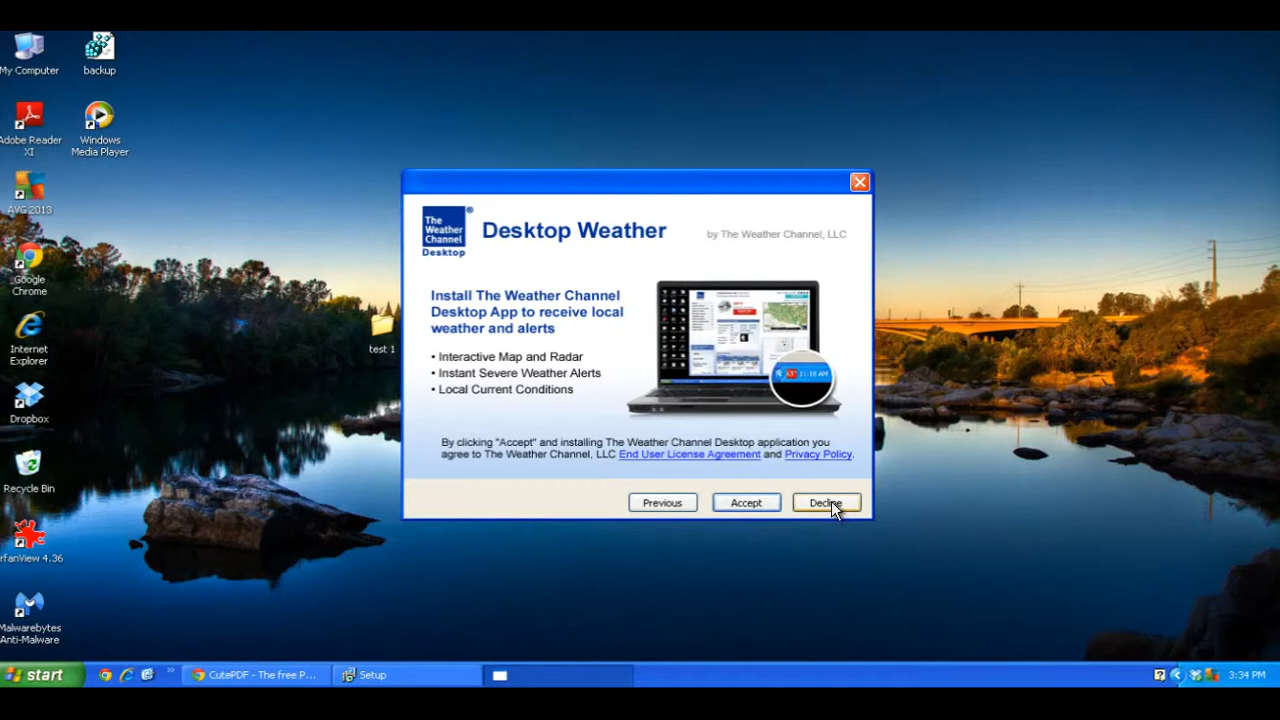 My Computer
backup
Adobe Reader
XI
Windows
Media Player
AVG 2013
Google
Chrome
Internet
Explorer
test 1
Dropbox
Recycle Bin
rfanView 4.36
Malwarebytes
Anti-Malware
The
Weather
Channel
Desktop
®
Desktop Weather
by The Weather Channel, LLC
Install The Weather Channel
Desktop App to receive local
weather and alerts
• Interactive Map and Radar
• Instant Severe Weather Alerts
• Local Current Conditions
11:18 AM
By clicking "Accept" and installing The Weather Channel Desktop application you
agree to The Weather Channel, LLC End User License Agreement and Privacy Policy.
Previous
Accept
Decline
start
CutePDF - The free P...
Setup
3:34 PM